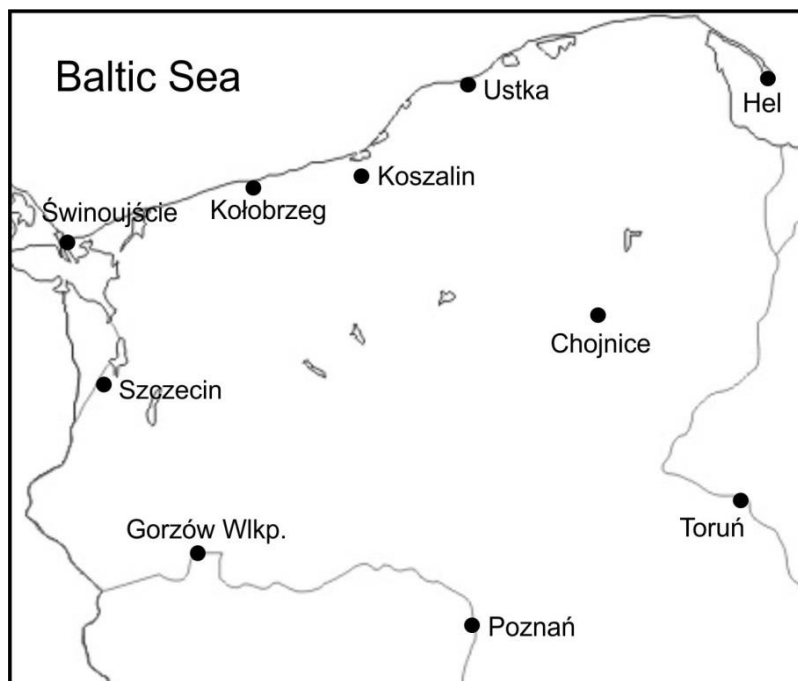 Baltic Sea
Ustka
Hel
Koszalin
Kołobrzeg
Świnoujście
Chojnice
Szczecin
Toruń
Gorzów Wlkp.
Poznań